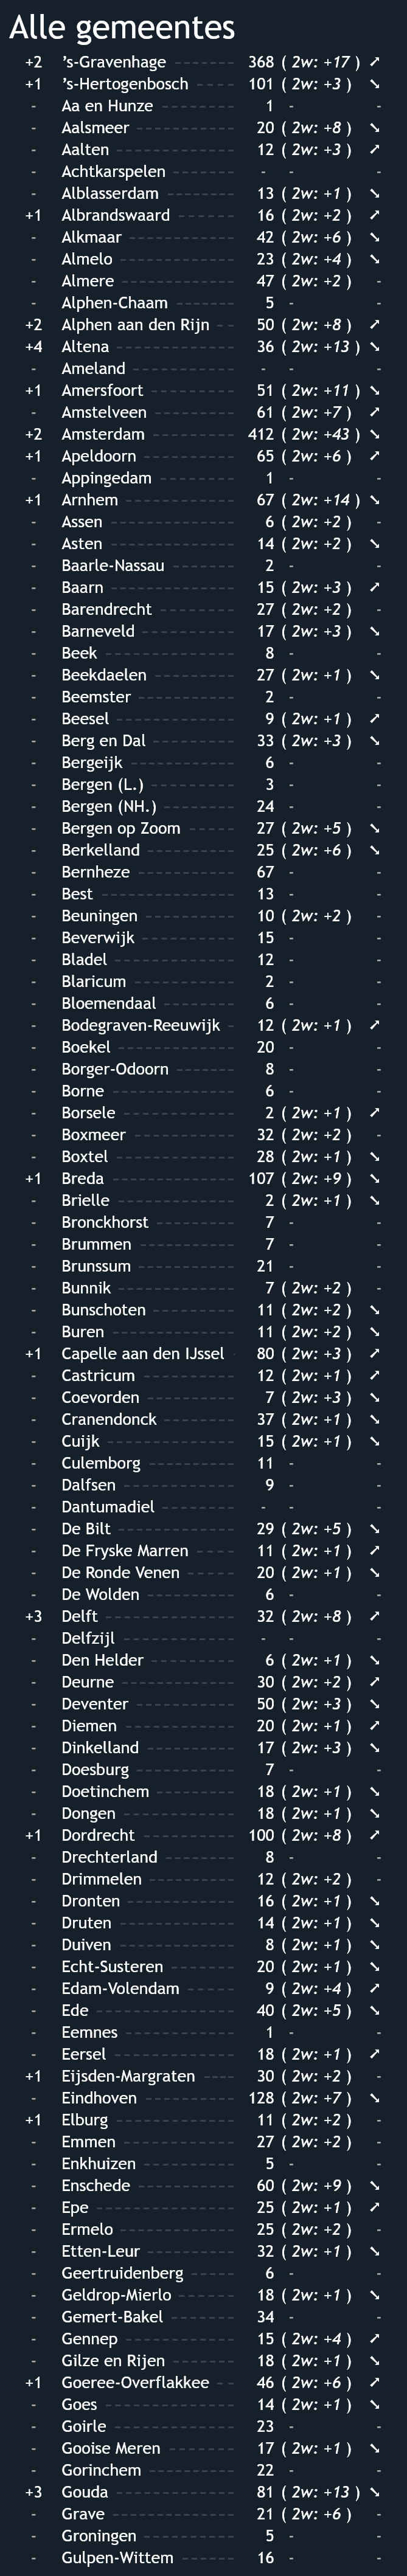 Alle gemeentes
+2 's-Gravenhage 368 ( 2w: +17 ) ➚
+1 's-Hertogenbosch 101 ( 2w: +3 ) ➘
- Aa en Hunze 1 - -
- Aalsmeer 20 ( 2w: +8 ) ➘
- Aalten 12 ( 2w: +3 ) ➚
- Achtkarspelen - - -
- Alblasserdam 13 ( 2w: +1 ) ➘
+1 Albrandswaard 16 ( 2w: +2 ) ➚
- Alkmaar 42 ( 2w: +6 ) ➘
- Almelo 23 ( 2w: +4 ) ➘
- Almere 47 ( 2w: +2 ) -
- Alphen-Chaam 5 - -
+2 Alphen aan den Rijn 50 ( 2w: +8 ) ➚
+4 Altena 36 ( 2w: +13 ) ➘
- Ameland - - -
+1 Amersfoort 51 ( 2w: +11 ) ➘
- Amstelveen 61 ( 2w: +7 ) ➚
+2 Amsterdam 412 ( 2w: +43 ) ➘
+1 Apeldoorn 65 ( 2w: +6 ) ➚
- Appingedam 1 - -
+1 Arnhem 67 ( 2w: +14 ) ➘
- Assen 6 ( 2w: +2 ) -
- Asten 14 ( 2w: +2 ) ➘
- Baarle-Nassau 2 - -
- Baarn 15 ( 2w: +3 ) ➚
- Barendrecht 27 ( 2w: +2 ) -
- Barneveld 17 ( 2w: +3 ) ➘
- Beek 8 - -
- Beekdaelen 27 ( 2w: +1 ) ➘
- Beemster 2 - -
- Beesel 9 ( 2w: +1 ) ➚
- Berg en Dal 33 ( 2w: +3 ) ➘
- Bergeijk 6 - -
- Bergen (L.) 3 - -
- Bergen (NH.) 24 - -
- Bergen op Zoom 27 ( 2w: +5 ) ➘
- Berkelland 25 ( 2w: +6 ) ➘
- Bernheze 67 - -
- Best 13 - -
- Beuningen 10 ( 2w: +2 ) -
- Beverwijk 15 - -
- Bladel 12 - -
- Blaricum 2 - -
- Bloemendaal 6 - -
- Bodegraven-Reeuwijk 12 ( 2w: +1 ) ➚
- Boekel 20 - -
- Borger-Odoorn 8 - -
- Borne 6 - -
- Borsele 2 ( 2w: +1 ) ➚
- Boxmeer 32 ( 2w: +2 ) -
- Boxtel 28 ( 2w: +1 ) ➘
+1 Breda 107 ( 2w: +9 ) ➘
- Brielle 2 ( 2w: +1 ) ➘
- Bronckhorst 7 - -
- Brummen 7 - -
- Brunssum 21 - -
- Bunnik 7 ( 2w: +2 ) -
- Bunschoten 11 ( 2w: +2 ) ➘
- Buren 11 ( 2w: +2 ) ➘
+1 Capelle aan den IJssel 80 ( 2w: +3 ) ➚
- Castricum 12 ( 2w: +1 ) ➚
- Coevorden 7 ( 2w: +3 ) ➘
- Cranendonck 37 ( 2w: +1 ) ➘
- Cuijk 15 ( 2w: +1 ) ➘
- Culemborg 11 - -
- Dalfsen 9 - -
- Dantumadiel - - -
- De Bilt 29 ( 2w: +5 ) ➘
- De Fryske Marren 11 ( 2w: +1 ) ➚
- De Ronde Venen 20 ( 2w: +1 ) ➘
- De Wolden 6 - -
+3 Delft 32 ( 2w: +8 ) ➚
- Delfzijl - - -
- Den Helder 6 ( 2w: +1 ) ➘
- Deurne 30 ( 2w: +2 ) ➚
- Deventer 50 ( 2w: +3 ) ➘
- Diemen 20 ( 2w: +1 ) ➚
- Dinkelland 17 ( 2w: +3 ) ➘
- Doesburg 7 - -
- Doetinchem 18 ( 2w: +1 ) ➘
- Dongen 18 ( 2w: +1 ) ➘
+1 Dordrecht 100 ( 2w: +8 ) ➚
- Drechterland 8 - -
- Drimmelen 12 ( 2w: +2 ) -
- Dronten 16 ( 2w: +1 ) ➘
- Druten 14 ( 2w: +1 ) ➘
- Duiven 8 ( 2w: +1 ) ➘
- Echt-Susteren 20 ( 2w: +1 ) ➘
- Edam-Volendam 9 ( 2w: +4 ) ➚
- Ede 40 ( 2w: +5 ) ➘
- Eemnes 1 - -
- Eersel 18 ( 2w: +1 ) ➚
+1 Eijsden-Margraten 30 ( 2w: +2 ) -
- Eindhoven 128 ( 2w: +7 ) ➘
+1 Elburg 11 ( 2w: +2 ) -
- Emmen 27 ( 2w: +2 ) -
- Enkhuizen 5 - -
- Enschede 60 ( 2w: +9 ) ➘
- Epe 25 ( 2w: +1 ) ➚
- Ermelo 25 ( 2w: +2 ) -
- Etten-Leur 32 ( 2w: +1 ) ➘
- Geertruidenberg 6 - -
- Geldrop-Mierlo 18 ( 2w: +1 ) ➘
- Gemert-Bakel 34 - -
- Gennep 15 ( 2w: +4 ) ➚
- Gilze en Rijen 18 ( 2w: +1 ) ➘
+1 Goeree-Overflakkee 46 ( 2w: +6 ) ➚
- Goes 14 ( 2w: +1 ) ➘
- Goirle 23 - -
- Gooise Meren 17 ( 2w: +1 ) ➘
- Gorinchem 22 - -
+3 Gouda 81 ( 2w: +13 ) ➘
- Grave 21 ( 2w: +6 ) -
- Groningen 5 - -
- Gulpen-Wittem 16 - -